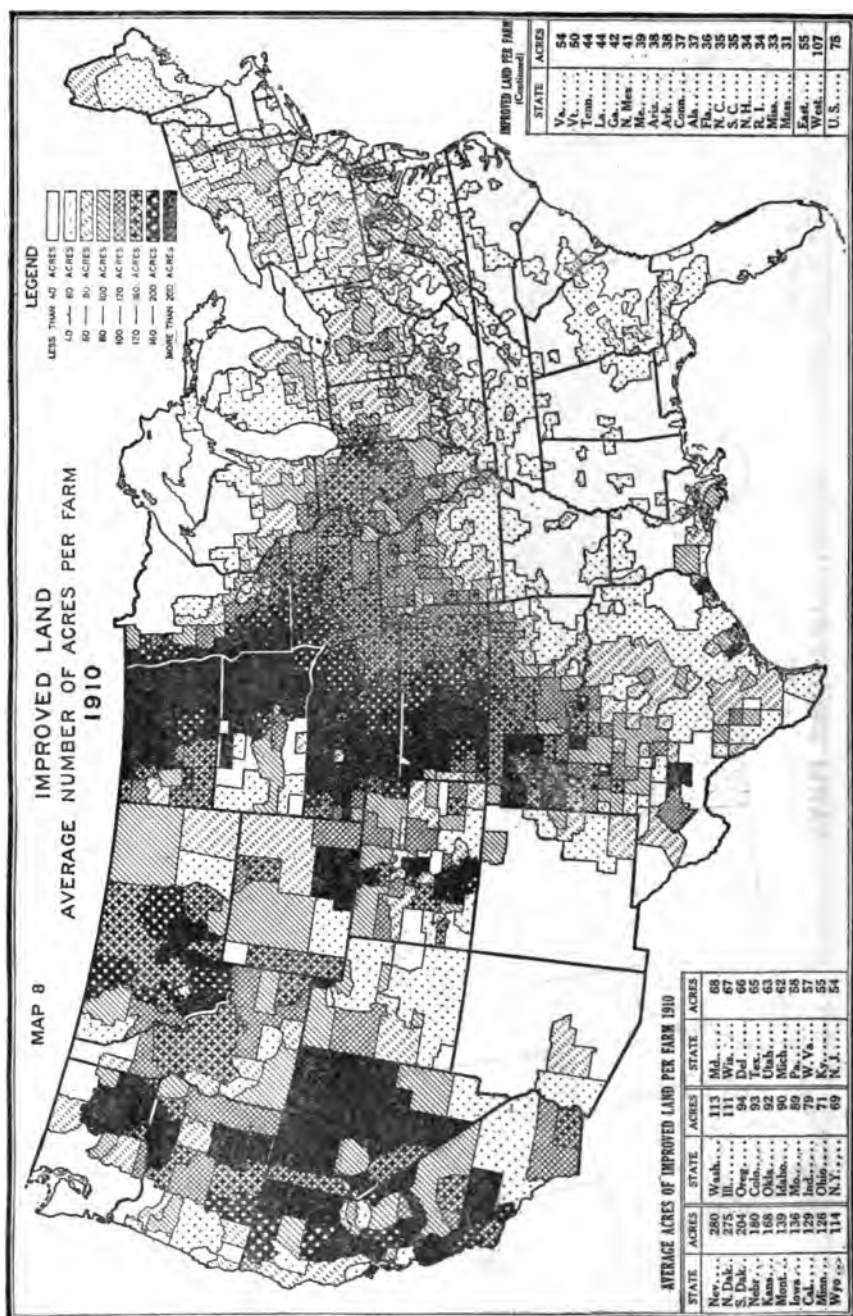 MAP 8
IMPROVED LAND
AVERAGE NUMBER OF ACRES PER FARM
1910
LEGEND
LESS THAN 40 ACRES
40 — 60 ACRES
60 — 80 ACRES
80 — 100 ACRES
100 — 120 ACRES
120 — 160 ACRES
160 — 200 ACRES
MORE THAN 200 ACRES
AVERAGE ACRES OF IMPROVED LAND PER FARM 1910
STATE ACRES STATE ACRES STATE ACRES
Nev.... 280 Wash.... 113 Md..... 68
N. Dak.. 275 Ill...... 111 Wis..... 67
S. Dak.. 204 Oreg.... 94 Del..... 66
Nebr.... 180 Colo.... 93 Tex..... 65
Kans.... 168 Okla.... 92 Utah.... 63
Mont.... 139 Idaho... 90 Mich.... 62
Iowa.... 136 Mo..... 89 Pa...... 58
Cal..... 129 Ind..... 79 W. Va... 57
Minn.... 126 Ohio.... 71 Ky..... 55
Wyo.... 114 N.Y.... 69 N.J..... 54
IMPROVED LAND PER FARM
(Continued)
STATE ACRES
Va...... 54
Vt...... 50
Tenn.... 44
La...... 44
Ga..... 42
N. Mex.. 41
Me..... 39
Ariz.... 38
Ark..... 38
Conn.... 37
Ala..... 37
Fla..... 36
N.C.... 35
S.C.... 35
N.H.... 34
R.I.... 34
Miss.... 33
Mass.... 31
East.... 55
West.... 107
U.S..... 75